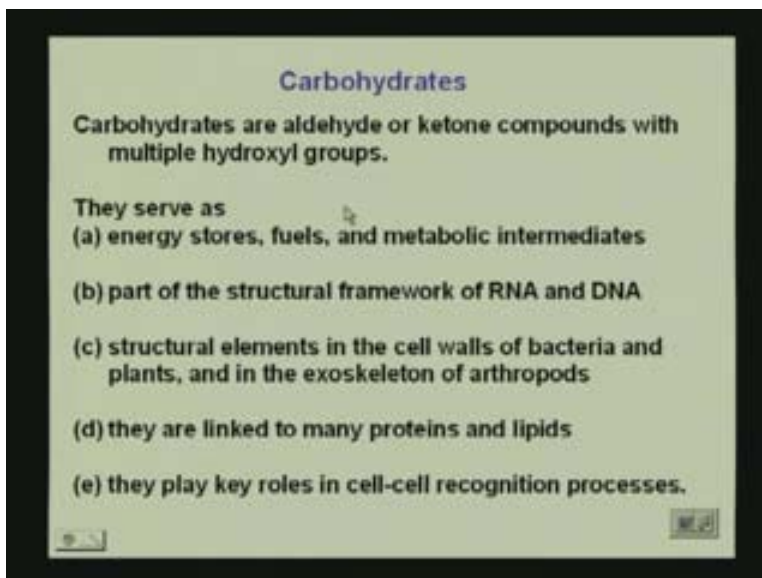 Carbohydrates
Carbohydrates are aldehyde or ketone compounds with
multiple hydroxyl groups.
They serve as
(a) energy stores, fuels, and metabolic intermediates
(b) part of the structural framework of RNA and DNA
(c) structural elements in the cell walls of bacteria and
plants, and in the exoskeleton of arthropods
(d) they are linked to many proteins and lipids
(e) they play key roles in cell-cell recognition processes.